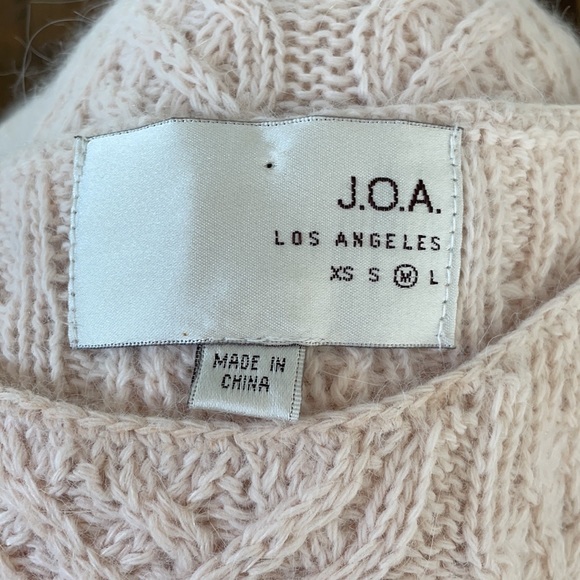 J.O.A.
LOS ANGELES
XS S M L
MADE IN
CHINA